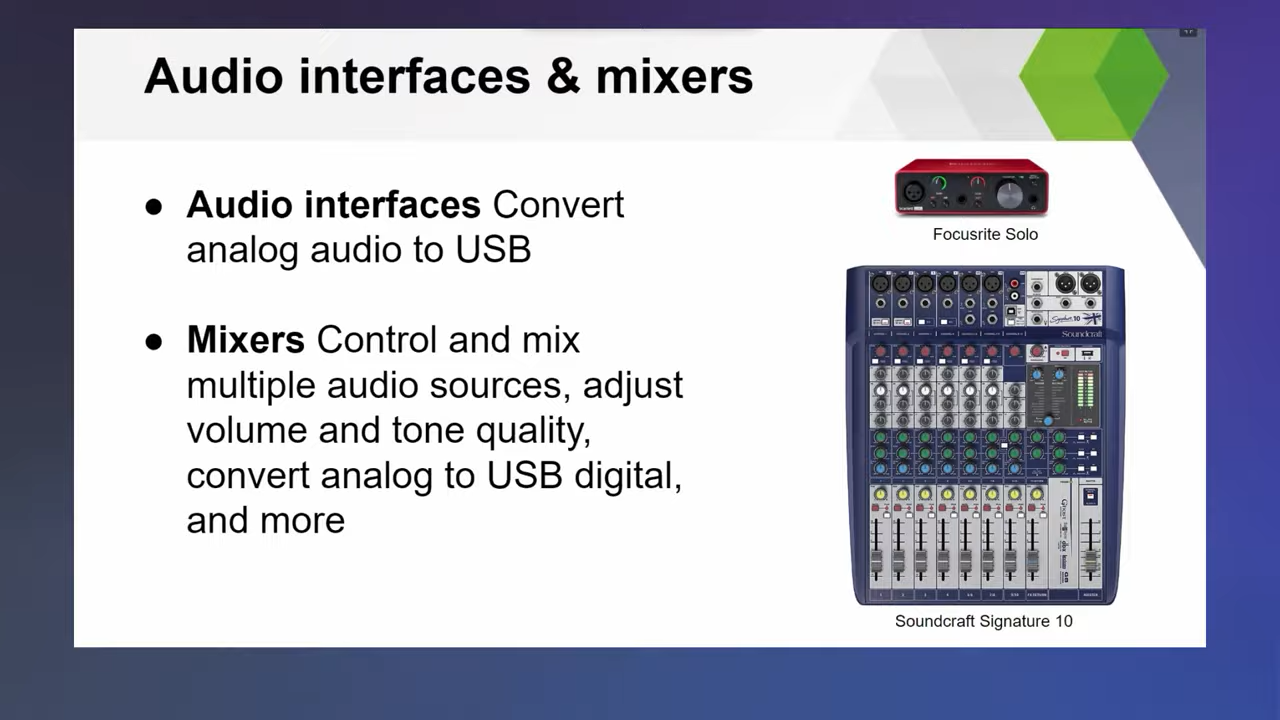 Audio interfaces & mixers
● Audio interfaces Convert
analog audio to USB
Focusrite Solo
● Mixers Control and mix
multiple audio sources, adjust
volume and tone quality,
convert analog to USB digital,
and more
Soundcraft
Soundcraft Signature 10